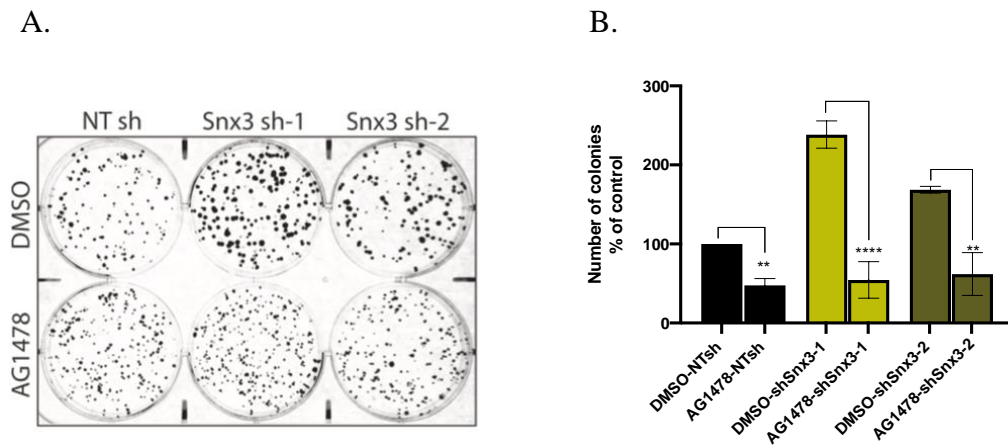 A.
B.
NT sh Snx3 sh-1 Snx3 sh-2
DMSO
AG1478
Number of colonies
% of control
300
200
100
0
**
****
**
DMSO-NTsh
AG1478-NTsh
DMSO-shSnx3-1
AG1478-shSnx3-1
DMSO-shSnx3-2
AG1478-shSnx3-2